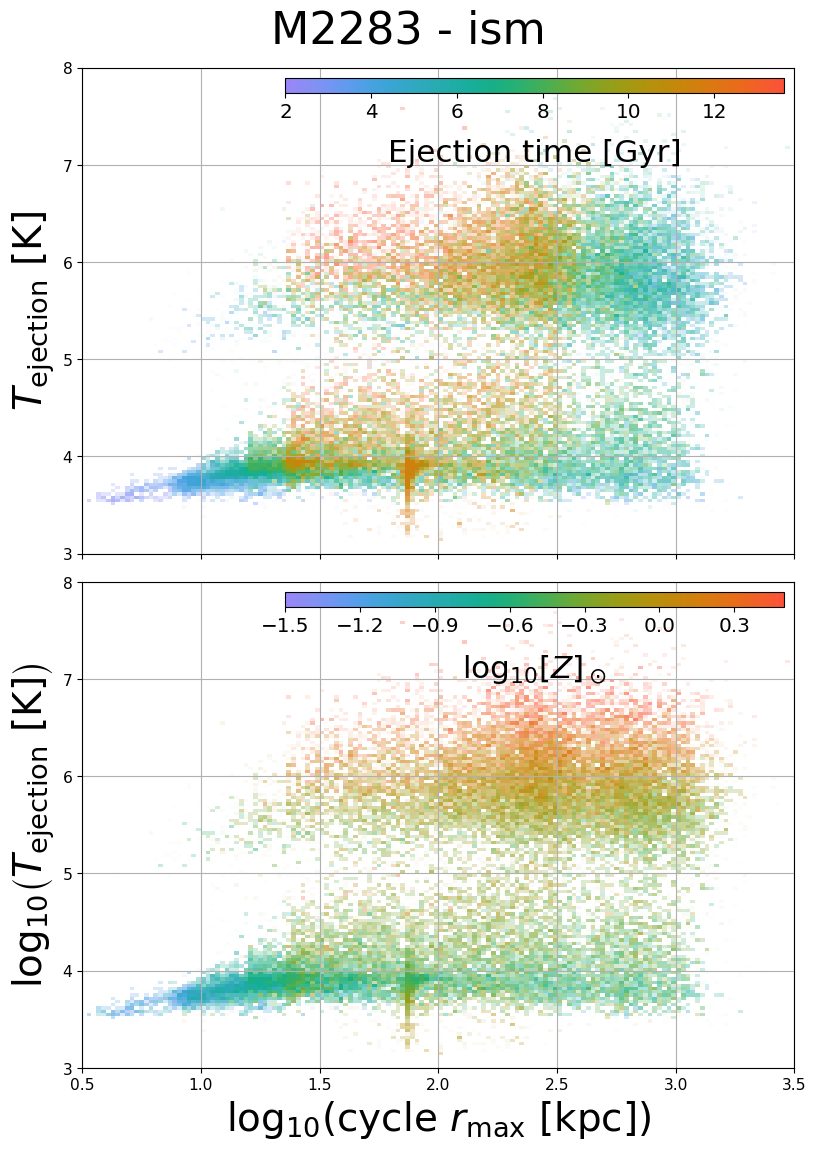 M2283 - ism
8
2 4 6 8 10 12
Ejection time [Gyr]
7
6
T_ejection [K]
5
4
3
8
−1.5 −1.2 −0.9 −0.6 −0.3 0.0 0.3
log₁₀[Z]⊙
7
6
log₁₀(T_ejection [K])
5
4
3
0.5 1.0 1.5 2.0 2.5 3.0 3.5
log₁₀(cycle r_max [kpc])